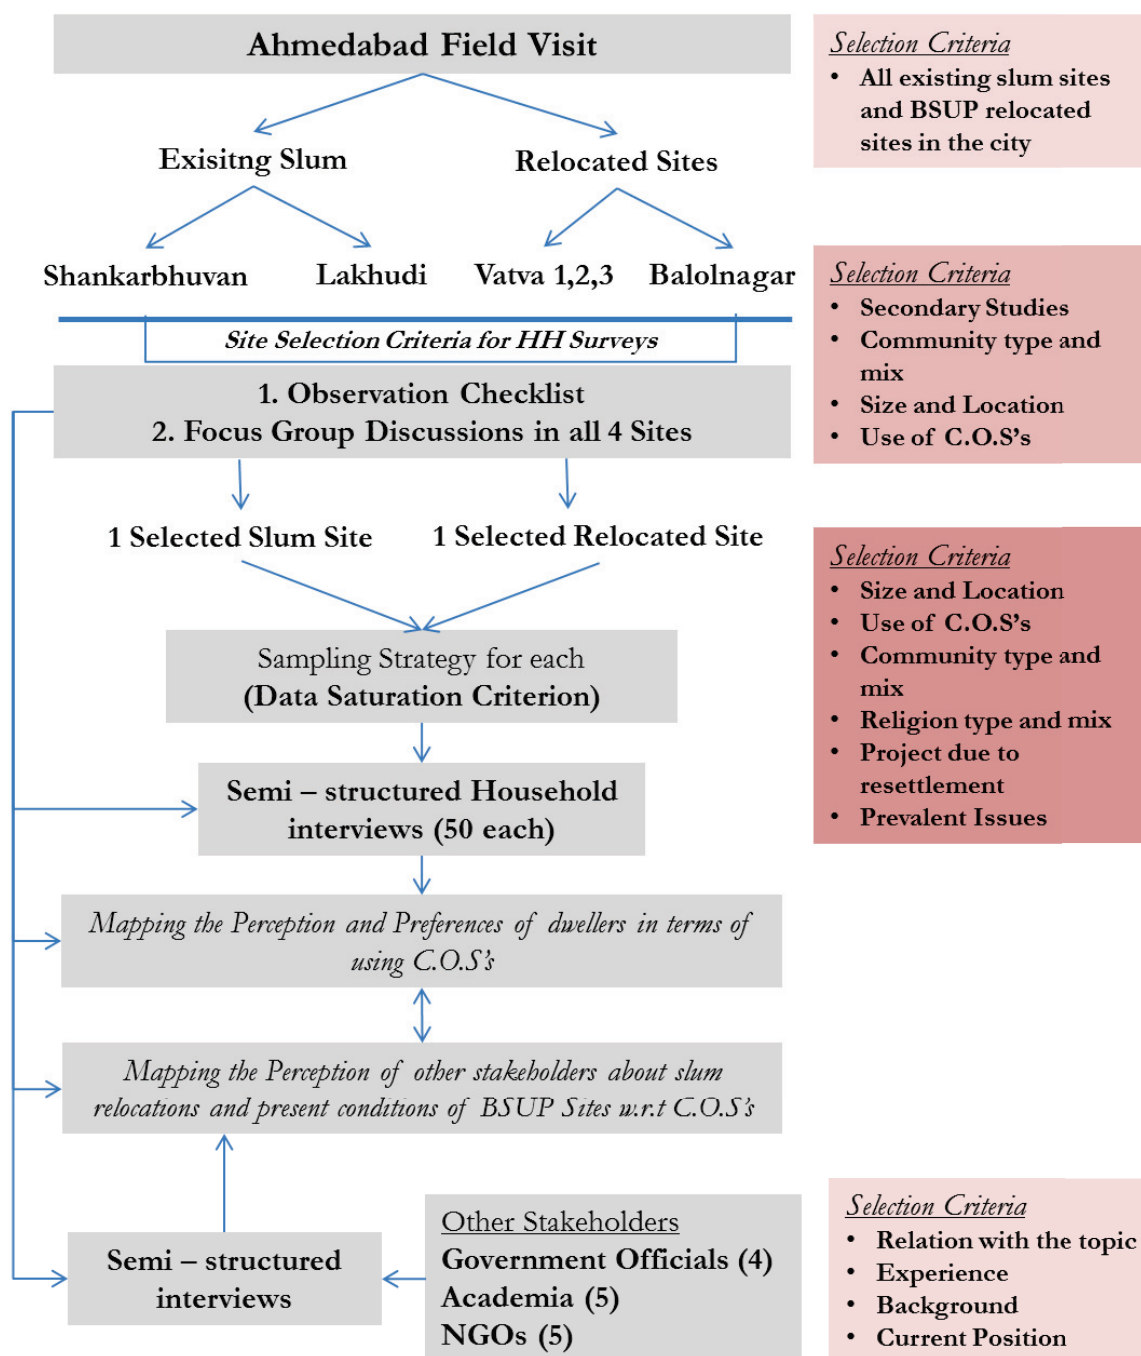 Ahmedabad Field Visit
Selection Criteria
• All existing slum sites
and BSUP relocated
sites in the city
Exisitng Slum
Relocated Sites
Shankarbhuvan
Lakhudi
Vatva 1,2,3
Balolnagar
Selection Criteria
• Secondary Studies
• Community type and
mix
• Size and Location
• Use of C.O.S's
Site Selection Criteria for HH Surveys
1. Observation Checklist
2. Focus Group Discussions in all 4 Sites
1 Selected Slum Site
1 Selected Relocated Site
Selection Criteria
• Size and Location
• Use of C.O.S's
• Community type and
mix
• Religion type and mix
• Project due to
resettlement
• Prevalent Issues
Sampling Strategy for each
(Data Saturation Criterion)
Semi – structured Household
interviews (50 each)
Mapping the Perception and Preferences of dwellers in terms of
using C.O.S's
Mapping the Perception of other stakeholders about slum
relocations and present conditions of BSUP Sites w.r.t C.O.S's
Semi – structured
interviews
Other Stakeholders
Government Officials (4)
Academia (5)
NGOs (5)
Selection Criteria
• Relation with the topic
• Experience
• Background
• Current Position